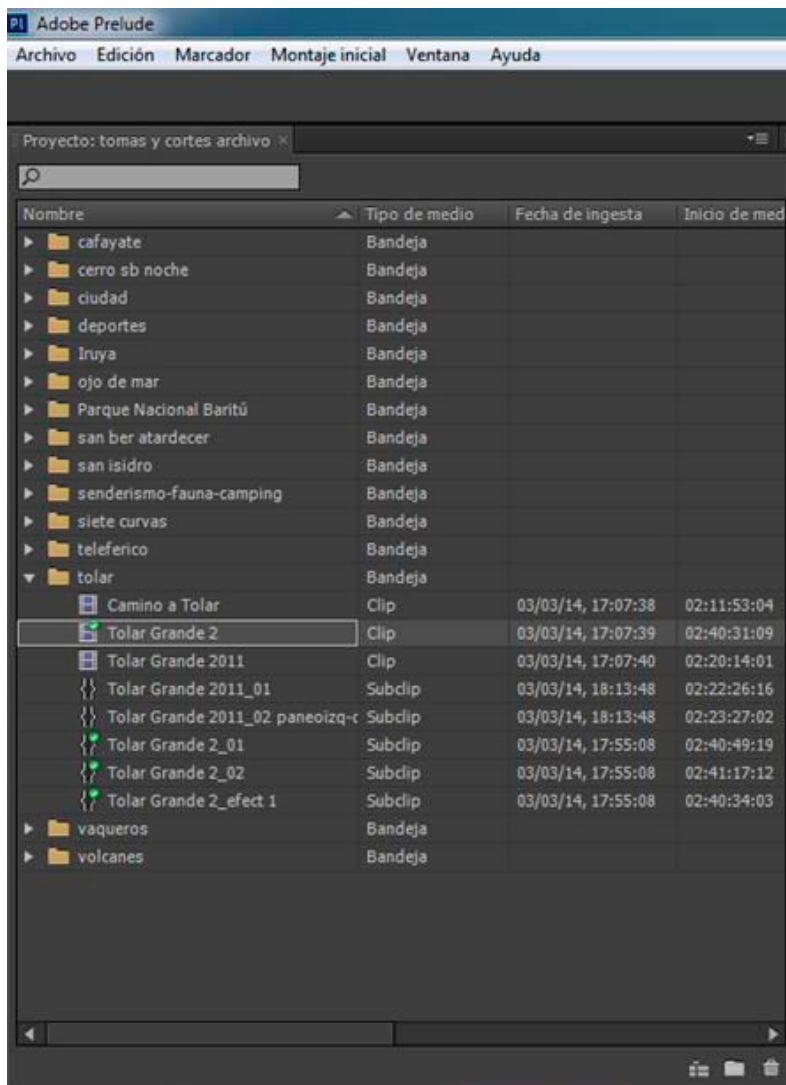 Pl Adobe Prelude
Archivo Edición Marcador Montaje inicial Ventana Ayuda
Proyecto: tomas y cortes archivo ×
Nombre Tipo de medio Fecha de ingesta Inicio de med
cafayate Bandeja
cerro sb noche Bandeja
ciudad Bandeja
deportes Bandeja
Iruya Bandeja
ojo de mar Bandeja
Parque Nacional Baritú Bandeja
san ber atardecer Bandeja
san isidro Bandeja
senderismo-fauna-camping Bandeja
siete curvas Bandeja
teleferico Bandeja
tolar Bandeja
Camino a Tolar Clip 03/03/14, 17:07:38 02:11:53:04
Tolar Grande 2 Clip 03/03/14, 17:07:39 02:40:31:09
Tolar Grande 2011 Clip 03/03/14, 17:07:40 02:20:14:01
Tolar Grande 2011_01 Subclip 03/03/14, 18:13:48 02:22:26:16
Tolar Grande 2011_02 paneoizq-c Subclip 03/03/14, 18:13:48 02:23:27:02
Tolar Grande 2_01 Subclip 03/03/14, 17:55:08 02:40:49:19
Tolar Grande 2_02 Subclip 03/03/14, 17:55:08 02:41:17:12
Tolar Grande 2_efect 1 Subclip 03/03/14, 17:55:08 02:40:34:03
vaqueros Bandeja
volcanes Bandeja